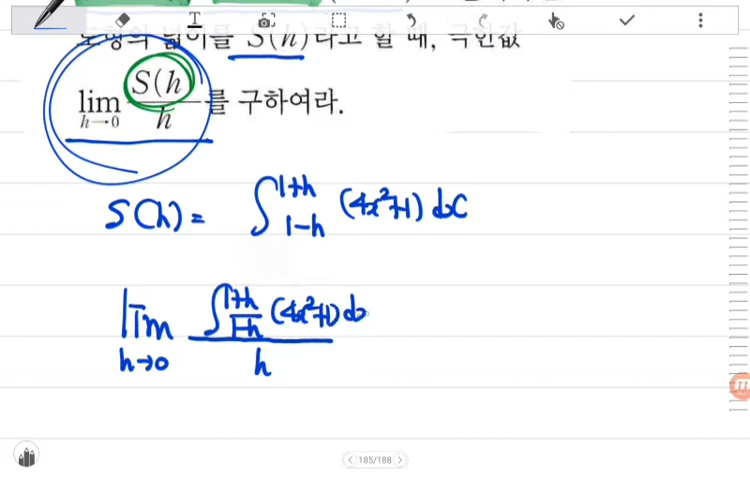 도형의 넓이를 S(h)라고 할 때, 극한값
lim h→0 S(h / h 를 구하여라.
S(h) = ∫ 1+h 1-h (4x²+1) dx
lim h→0 ∫ 1+h 1-h (4x²+1) dx / h
185/188